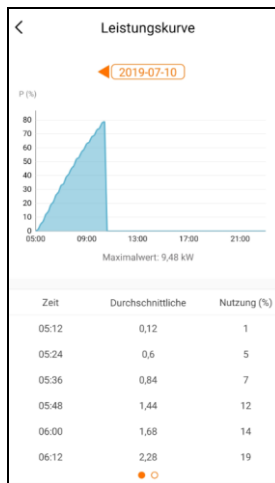 Leistungskurve
2019-07-10
P (%)
80
70
60
50
40
30
20
10
0
05:00 09:00 13:00 17:00 21:00
Maximalwert: 9,48 kW
Zeit Durchschnittliche Nutzung (%)
05:12 0,12 1
05:24 0,6 5
05:36 0,84 7
05:48 1,44 12
06:00 1,68 14
06:12 2,28 19